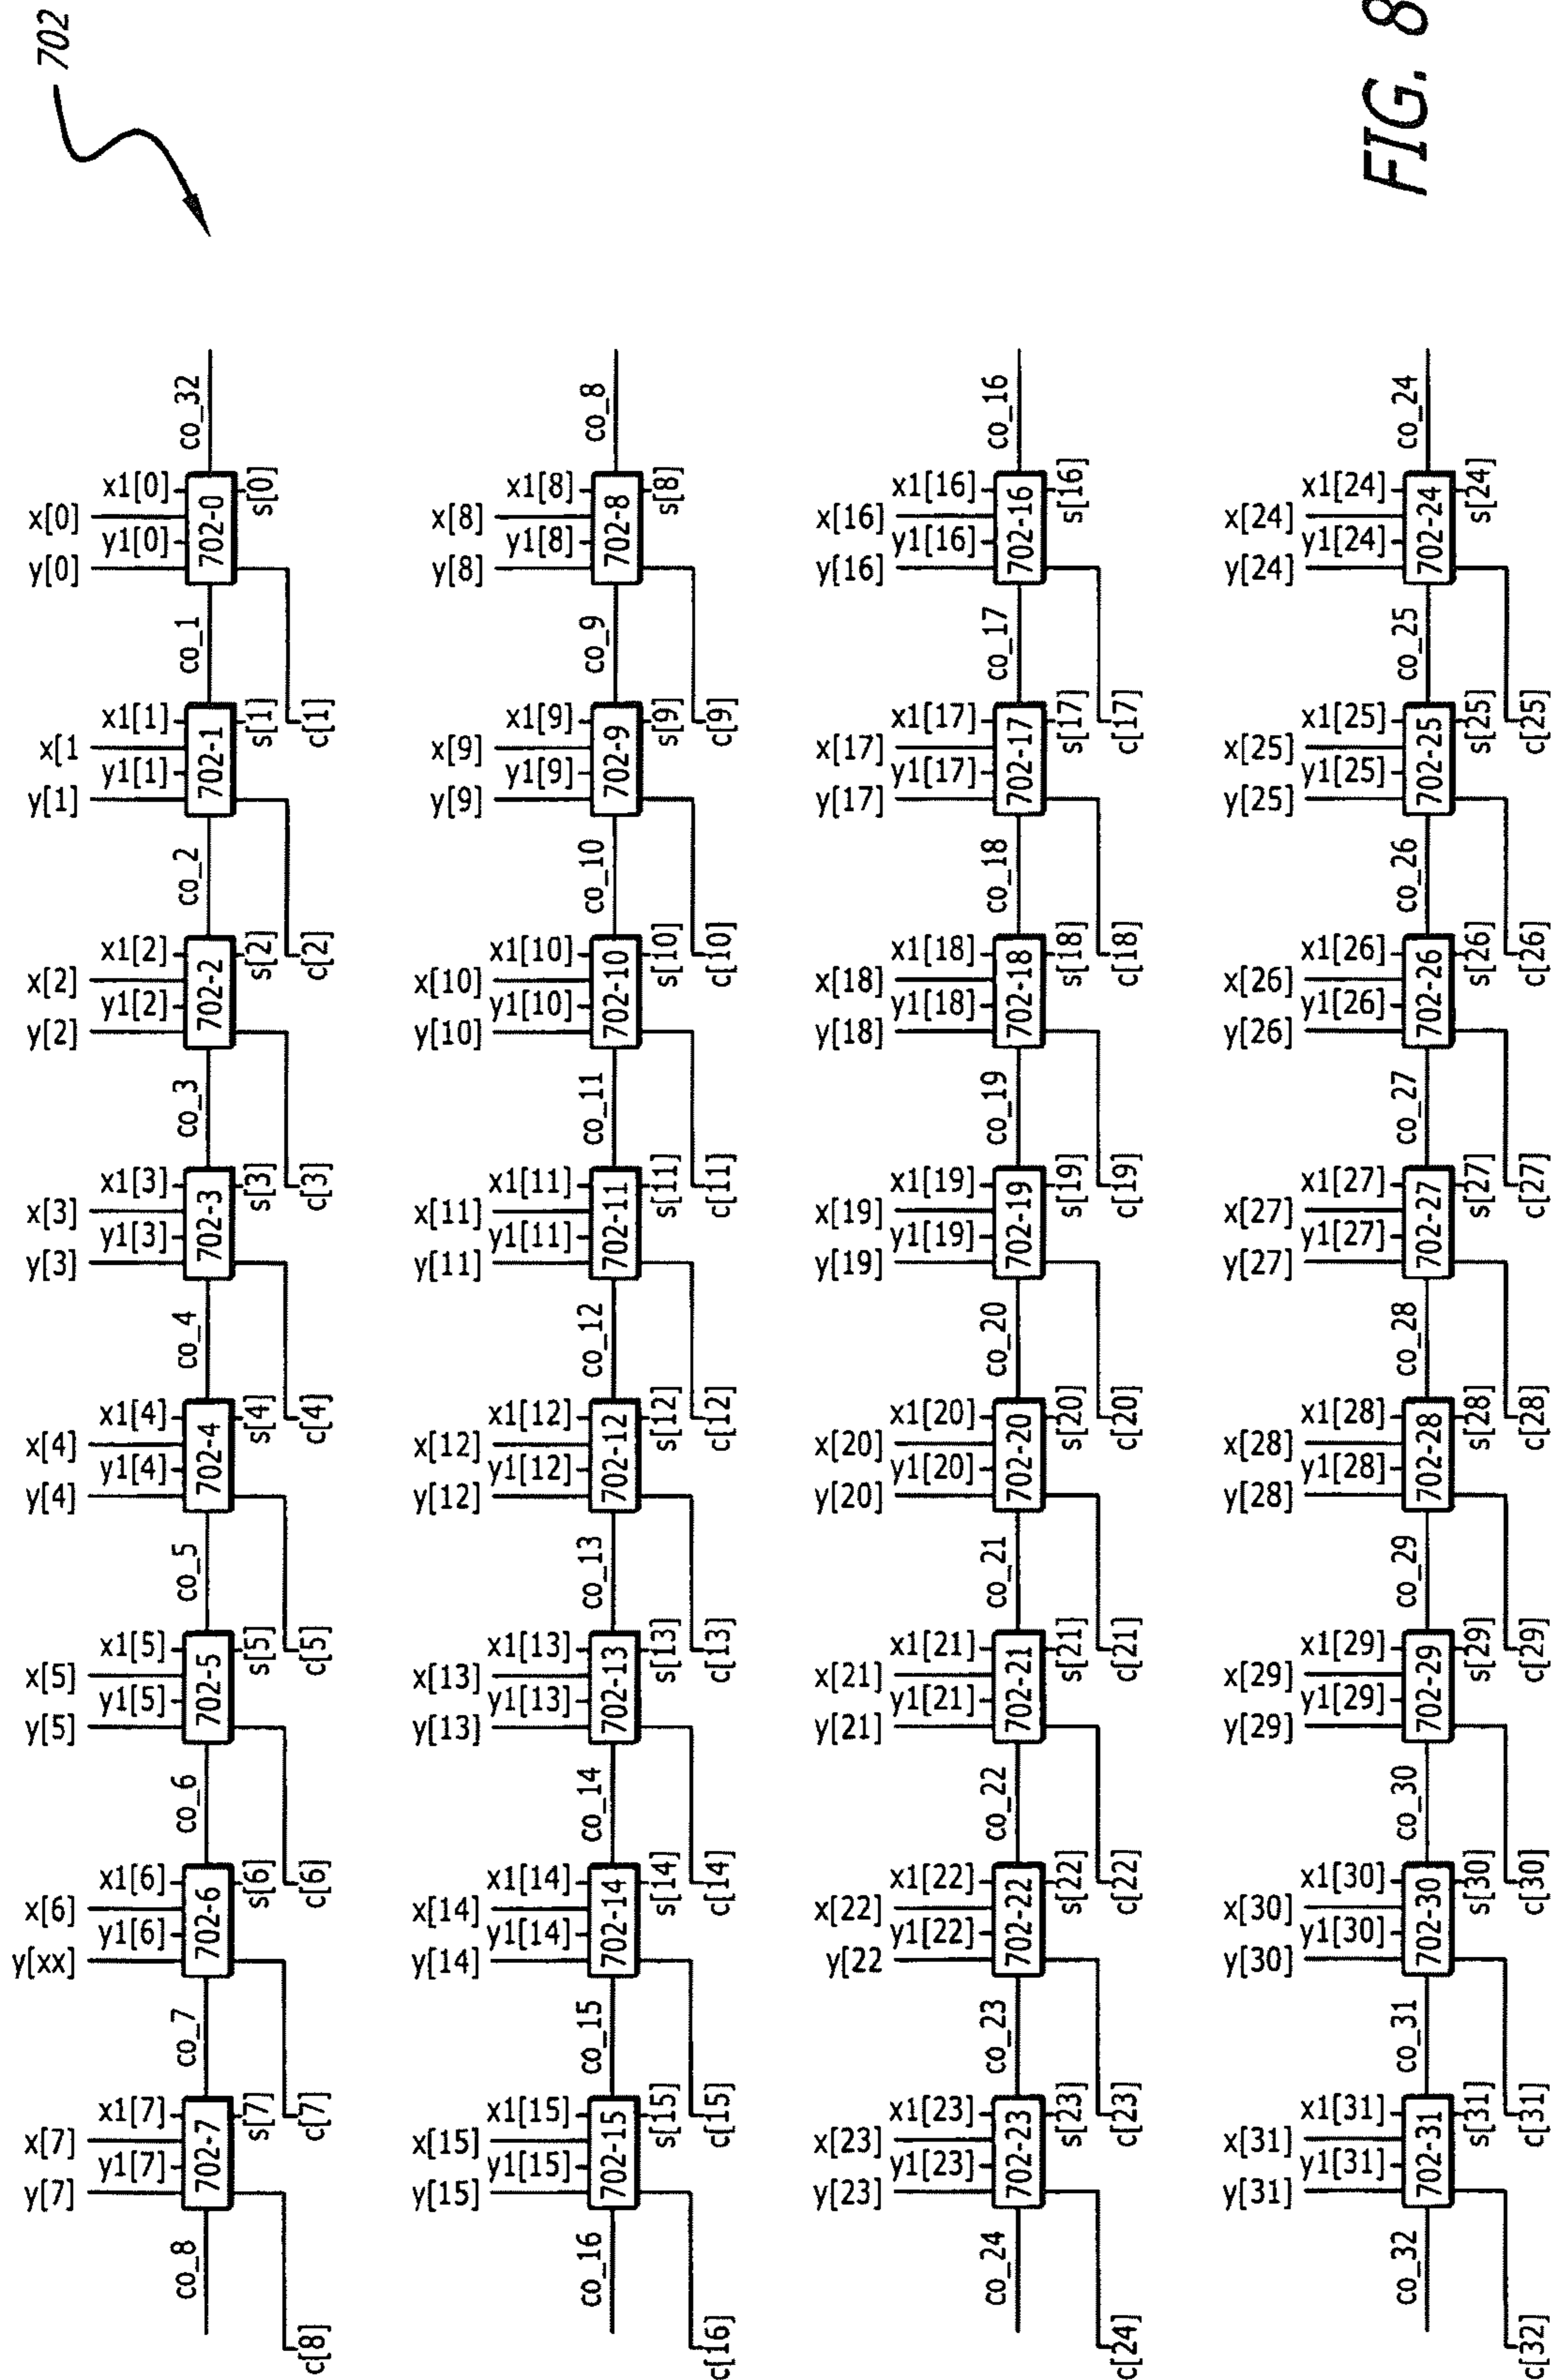 702
y[7] x[7] y[xx] x[6] y[5] x[5] y[4] x[4] y[3] x[3] y[2] x[2] y[1] x[1 y[0] x[0]
y1[7] x1[7] y1[6] x1[6] y1[5] x1[5] y1[4] x1[4] y1[3] x1[3] y1[2] x1[2] y1[1] x1[1] y1[0] x1[0]
co_8 co_7 co_6 co_5 co_4 co_3 co_2 co_1 co_32
702-7 702-6 702-5 702-4 702-3 702-2 702-1 702-0
s[7] s[6] s[5] s[4] s[3] s[2] s[1] s[0]
c[8] c[7] c[6] c[5] c[4] c[3] c[2] c[1]
y[15] x[15] y[14] x[14] y[13] x[13] y[12] x[12] y[11] x[11] y[10] x[10] y[9] x[9] y[8] x[8]
y1[15] x1[15] y1[14] x1[14] y1[13] x1[13] y1[12] x1[12] y1[11] x1[11] y1[10] x1[10] y1[9] x1[9] y1[8] x1[8]
co_16 co_15 co_14 co_13 co_12 co_11 co_10 co_9 co_8
702-15 702-14 702-13 702-12 702-11 702-10 702-9 702-8
s[15] s[14] s[13] s[12] s[11] s[10] s[9] s[8]
c[16] c[15] c[14] c[13] c[12] c[11] c[10] c[9]
y[23] x[23] y[22 x[22] y[21] x[21] y[20] x[20] y[19] x[19] y[18] x[18] y[17] x[17] y[16] x[16]
y1[23] x1[23] y1[22] x1[22] y1[21] x1[21] y1[20] x1[20] y1[19] x1[19] y1[18] x1[18] y1[17] x1[17] y1[16] x1[16]
co_24 co_23 co_22 co_21 co_20 co_19 co_18 co_17 co_16
702-23 702-22 702-21 702-20 702-19 702-18 702-17 702-16
s[23] s[22] s[21] s[20] s[19] s[18] s[17] s[16]
c[24] c[23] c[22] c[21] c[20] c[19] c[18] c[17]
y[31] x[31] y[30] x[30] y[29] x[29] y[28] x[28] y[27] x[27] y[26] x[26] y[25] x[25] y[24] x[24]
y1[31] x1[31] y1[30] x1[30] y1[29] x1[29] y1[28] x1[28] y1[27] x1[27] y1[26] x1[26] y1[25] x1[25] y1[24] x1[24]
co_32 co_31 co_30 co_29 co_28 co_27 co_26 co_25 co_24
702-31 702-30 702-29 702-28 702-27 702-26 702-25 702-24
s[31] s[30] s[29] s[28] s[27] s[26] s[25] s[24]
c[32] c[31] c[30] c[29] c[28] c[27] c[26] c[25]
FIG. 8